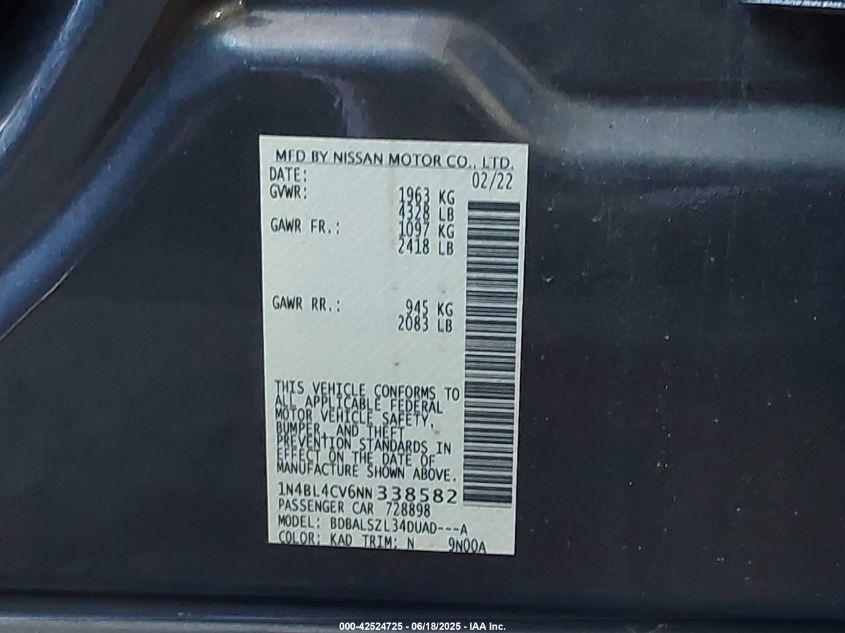 MFD BY NISSAN MOTOR CO., LTD.
DATE: 02/22
GVWR: 1963 KG
4328 LB
GAWR FR.: 1097 KG
2418 LB
GAWR RR.: 945 KG
2083 LB
THIS VEHICLE CONFORMS TO
ALL APPLICABLE FEDERAL
MOTOR VEHICLE SAFETY,
BUMPER, AND THEFT
PREVENTION STANDARDS IN
EFFECT ON THE DATE OF
MANUFACTURE SHOWN ABOVE.
1N4BL4CV6NN338582
PASSENGER CAR 728898
MODEL: BDBALSZL34DUAD---A
COLOR: KAD TRIM: N 9N00A
000-42524725 - 06/18/2025 - IAA Inc.